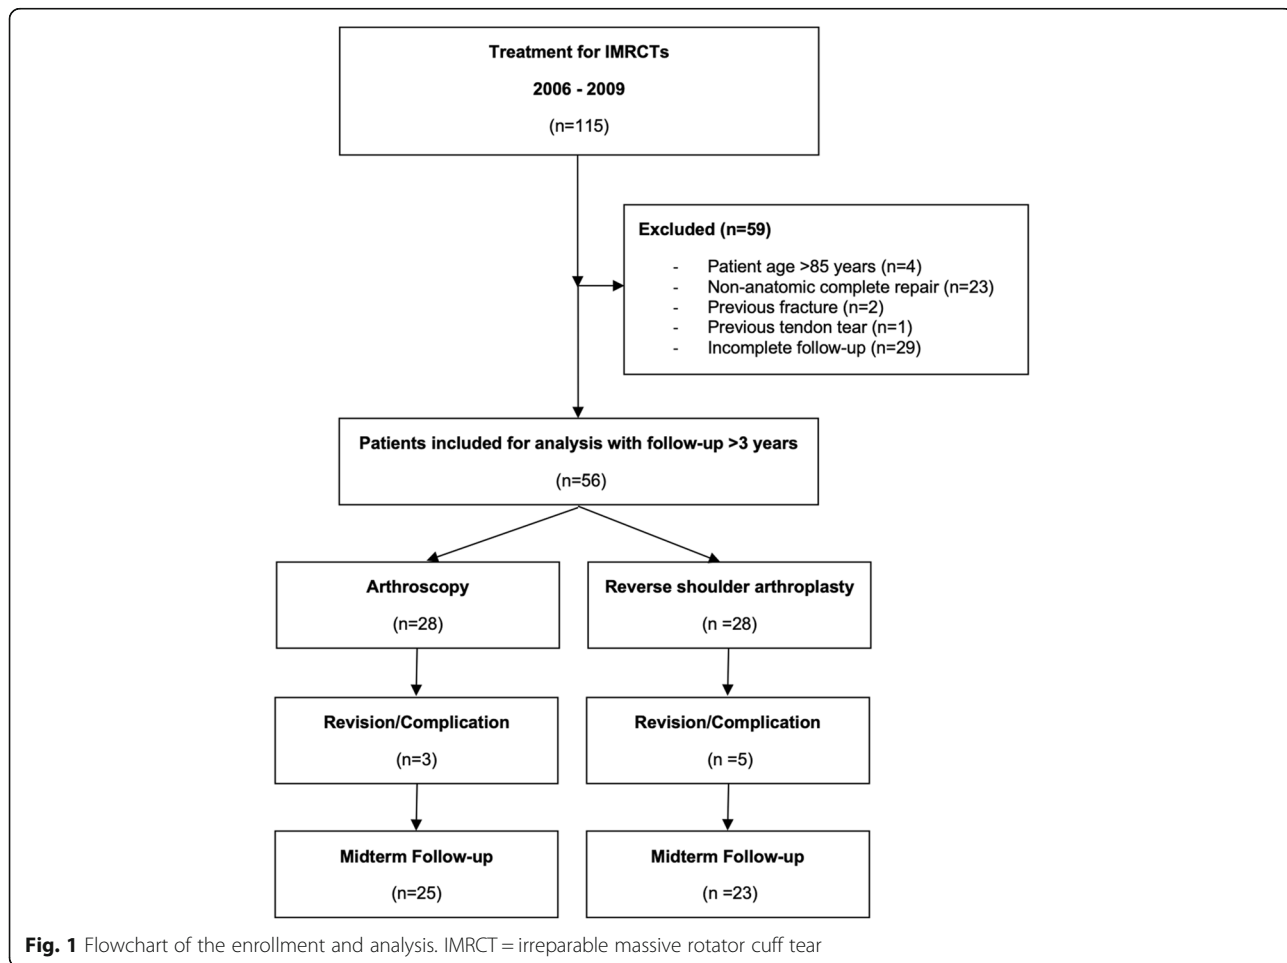 Treatment for IMRCTs
2006 - 2009
(n=115)
Excluded (n=59)
- Patient age >85 years (n=4)
- Non-anatomic complete repair (n=23)
- Previous fracture (n=2)
- Previous tendon tear (n=1)
- Incomplete follow-up (n=29)
Patients included for analysis with follow-up >3 years
(n=56)
Arthroscopy
(n=28)
Reverse shoulder arthroplasty
(n =28)
Revision/Complication
(n=3)
Revision/Complication
(n =5)
Midterm Follow-up
(n=25)
Midterm Follow-up
(n =23)
Fig. 1 Flowchart of the enrollment and analysis. IMRCT = irreparable massive rotator cuff tear